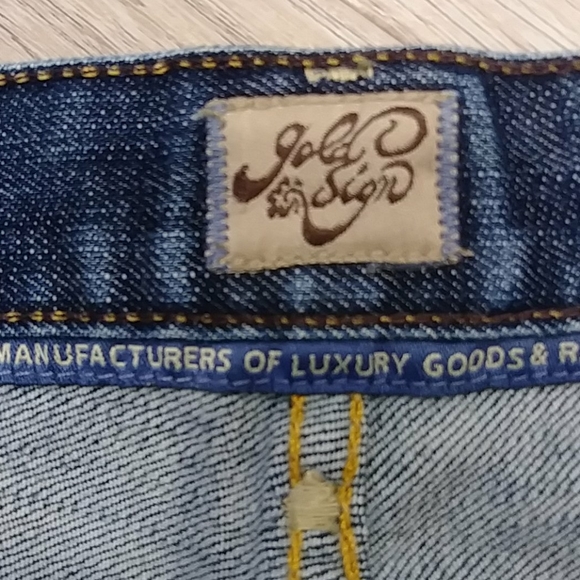 gold
sign
MANUFACTURERS OF LUXURY GOODS & R